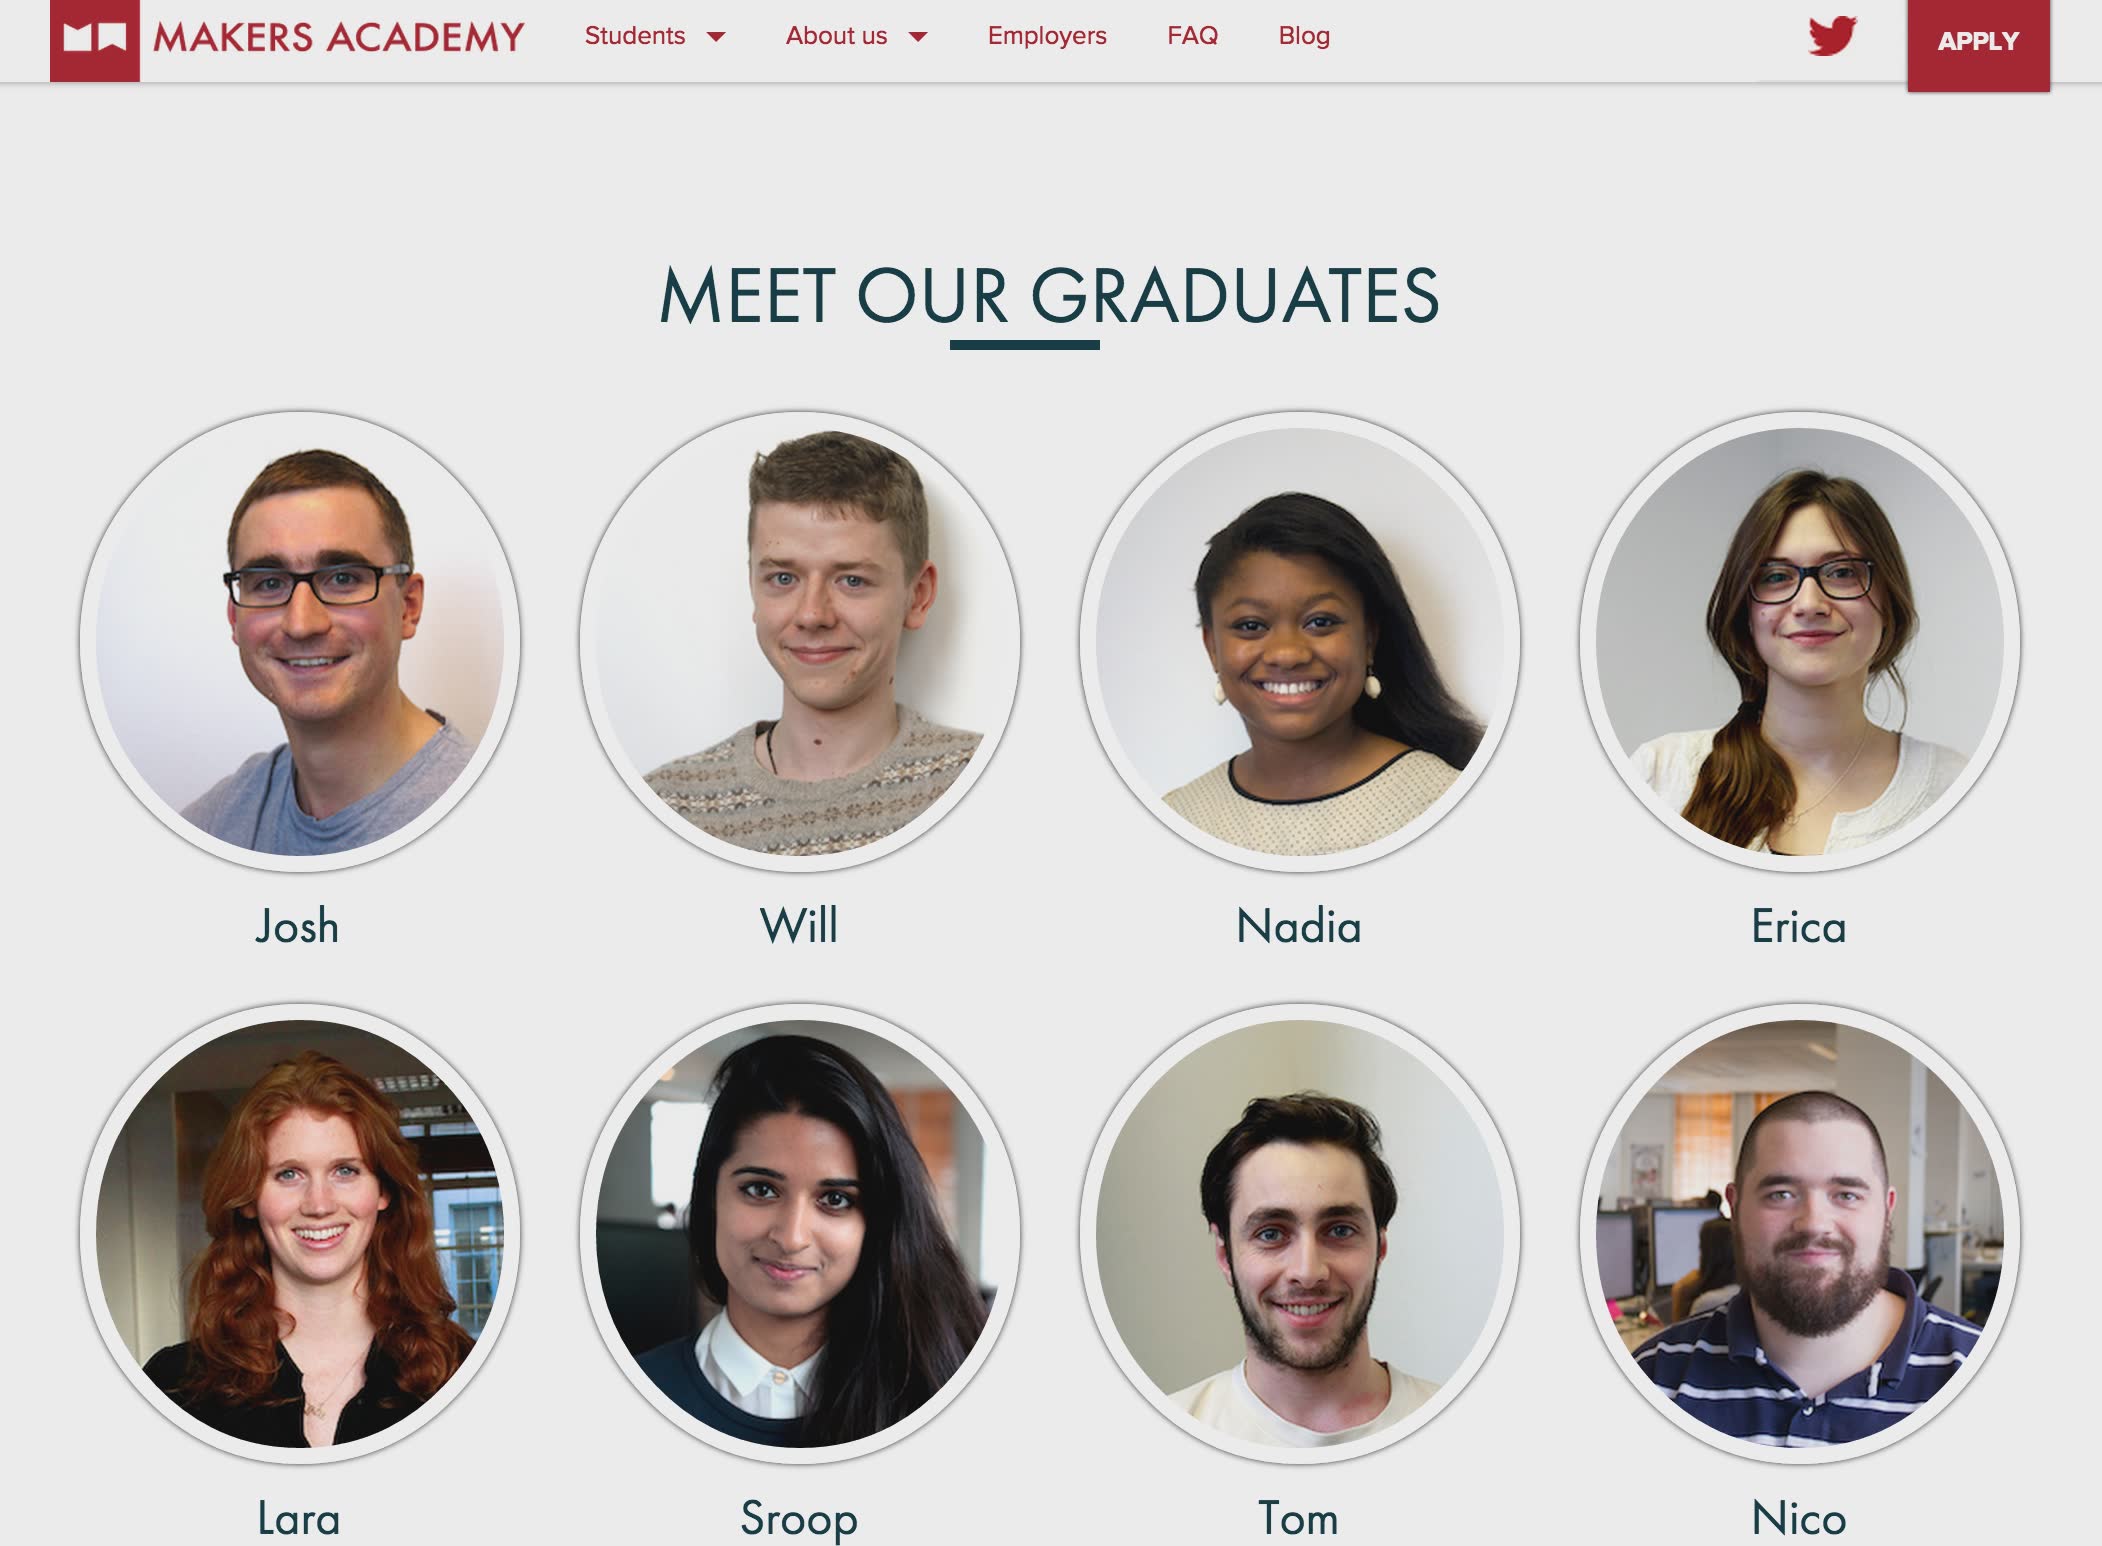 MAKERS ACADEMY
Students
About us
Employers
FAQ
Blog
APPLY
MEET OUR GRADUATES
Josh
Will
Nadia
Erica
Lara
Sroop
Tom
Nico